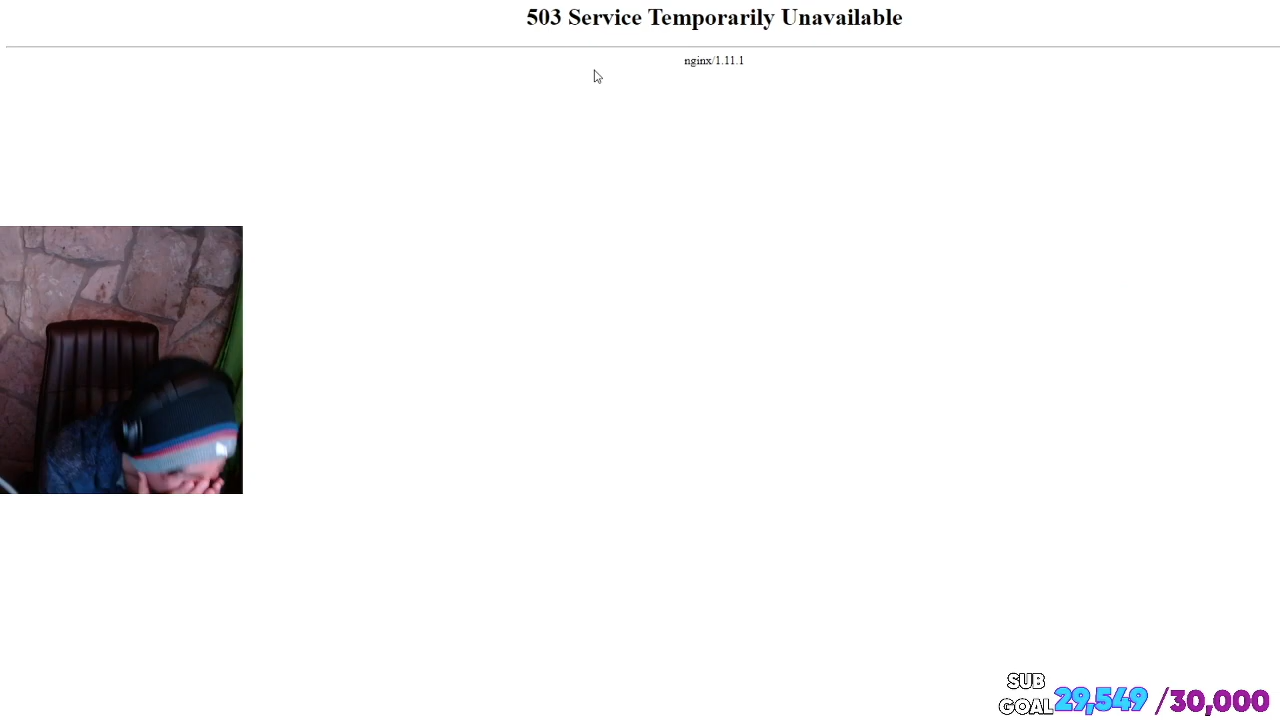 503 Service Temporarily Unavailable
nginx/1.11.1
SUB
GOAL 29,549 /30,000